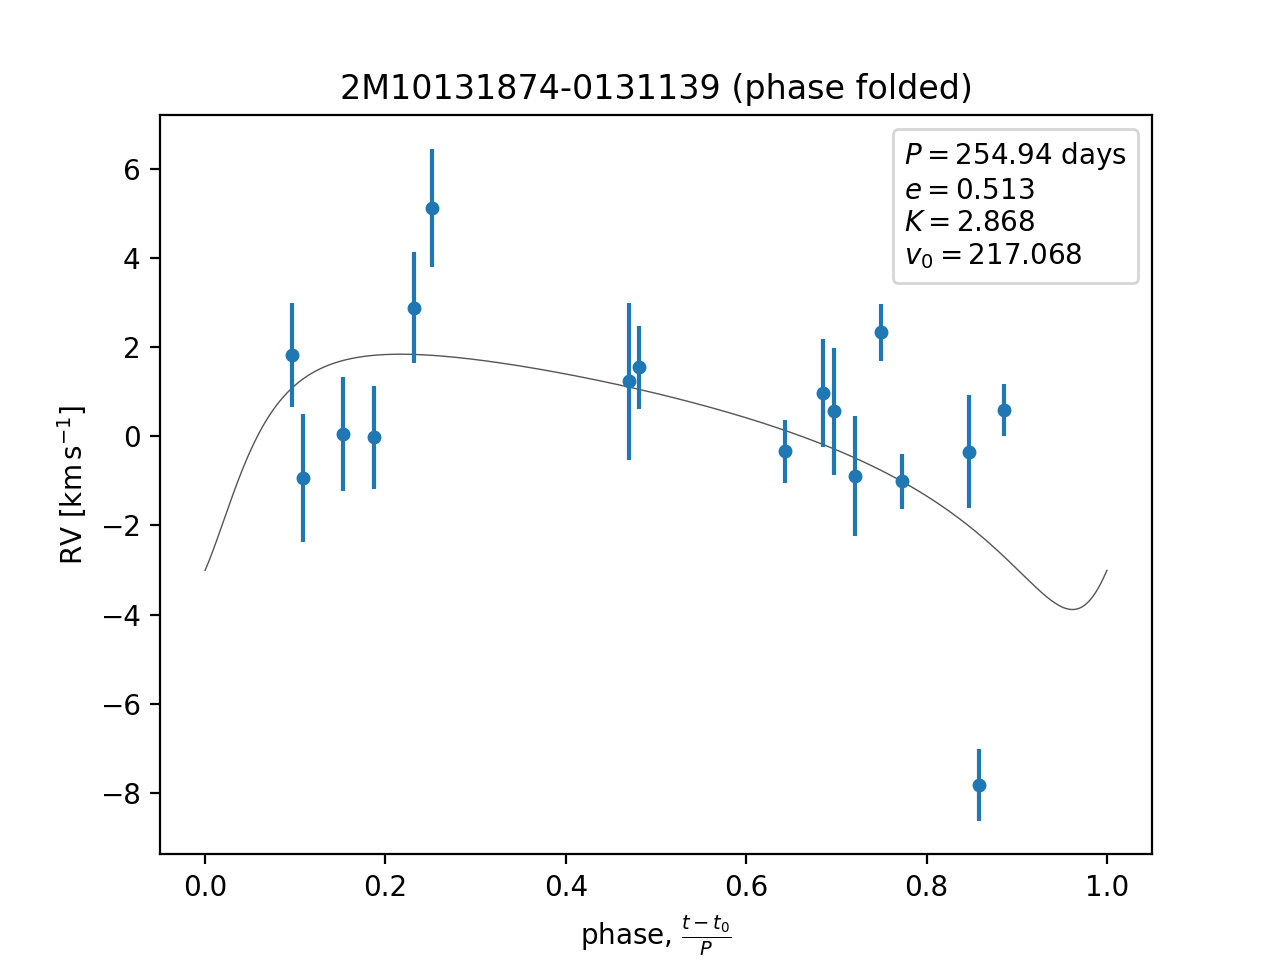 2M10131874-0131139 (phase folded)
P = 254.94 days
e = 0.513
K = 2.868
v₀ = 217.068
6
4
2
0
−2
−4
−6
−8
RV [km s⁻¹]
0.0 0.2 0.4 0.6 0.8 1.0
phase, (t − t₀)/P